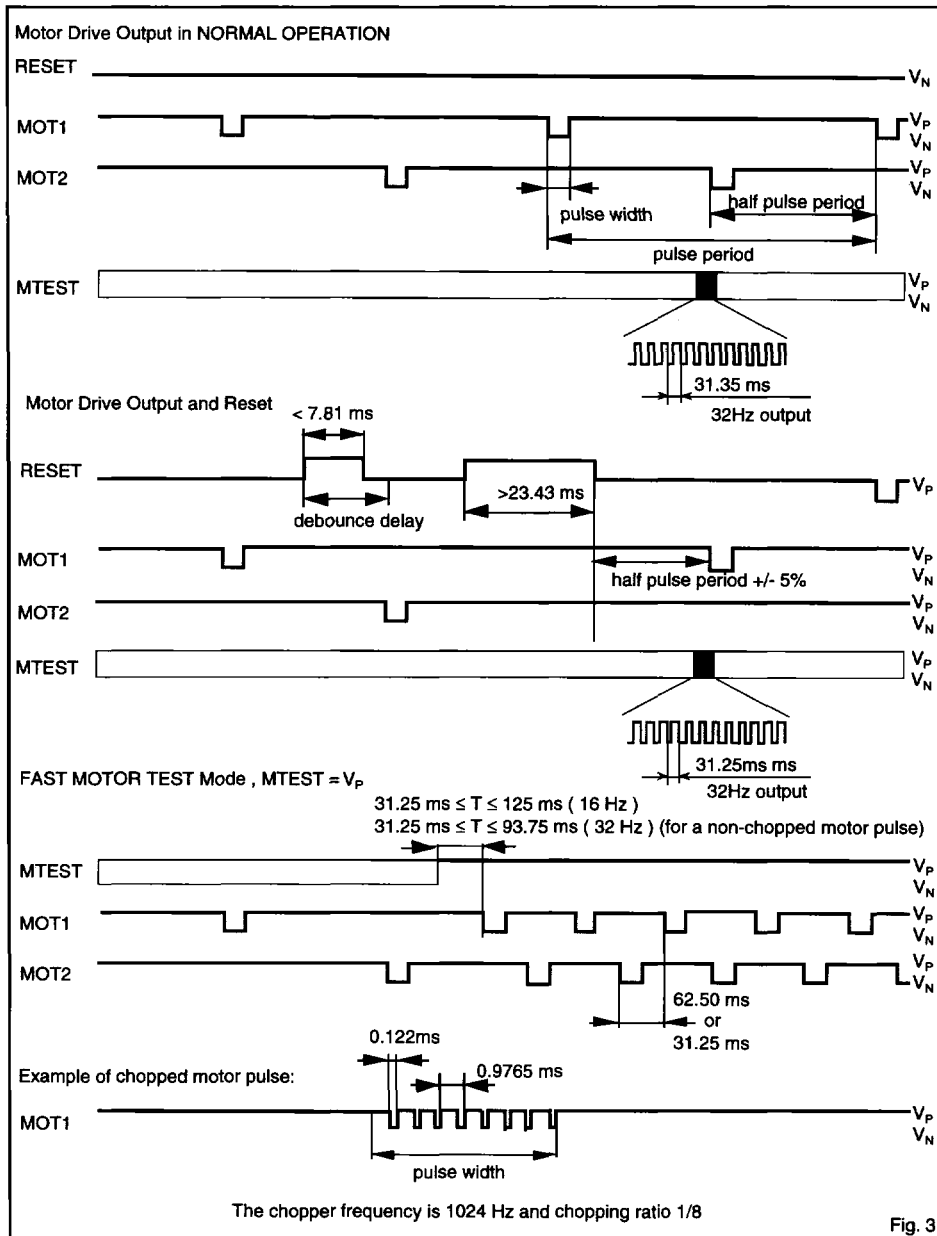 Motor Drive Output in NORMAL OPERATION
RESET
VN
MOT1
VP
VN
MOT2
VP
VN
pulse width
half pulse period
pulse period
MTEST
VP
VN
31.35 ms
32Hz output
Motor Drive Output and Reset
< 7.81 ms
RESET
VP
>23.43 ms
debounce delay
MOT1
VP
VN
half pulse period +/- 5%
MOT2
VP
VN
MTEST
VP
VN
31.25ms ms
32Hz output
FAST MOTOR TEST Mode , MTEST = VP
31.25 ms ≤ T ≤ 125 ms ( 16 Hz )
31.25 ms ≤ T ≤ 93.75 ms ( 32 Hz ) (for a non-chopped motor pulse)
MTEST
VP
VN
MOT1
VP
VN
MOT2
VP
VN
62.50 ms
or
31.25 ms
0.122ms
0.9765 ms
Example of chopped motor pulse:
MOT1
VP
VN
pulse width
The chopper frequency is 1024 Hz and chopping ratio 1/8
Fig. 3